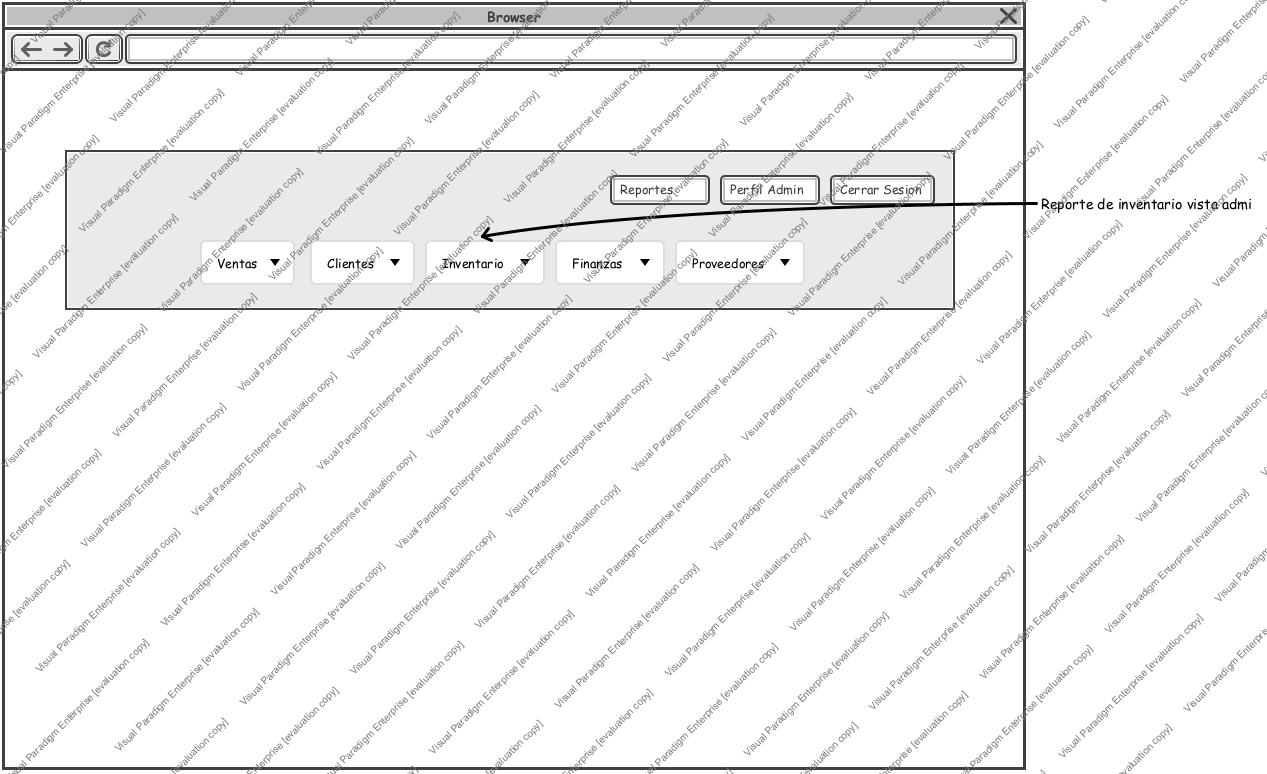 Browser
Reportes
Perfil Admin
Cerrar Sesion
Reporte de inventario vista admi
Ventas
Clientes
Inventario
Finanzas
Proveedores
Visual Paradigm Enterprise [evaluation copy]